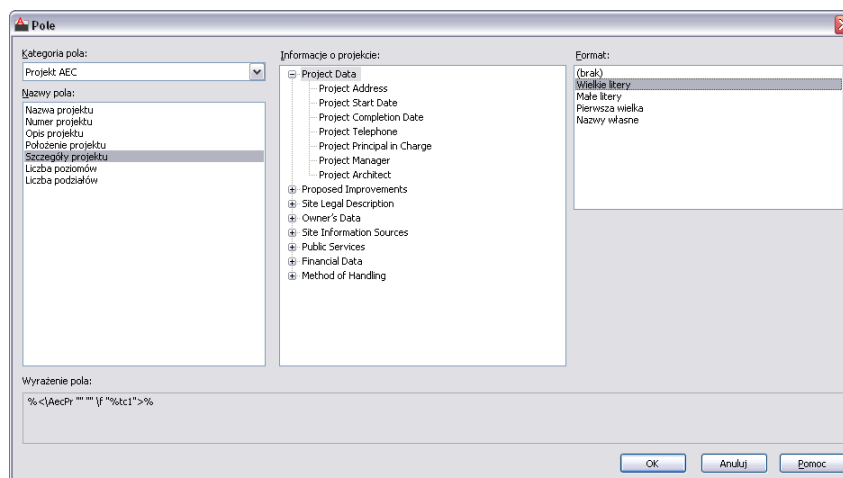 Pole
Kategoria pola:
Projekt AEC
Nazwy pola:
Nazwa projektu
Numer projektu
Opis projektu
Położenie projektu
Szczegóły projektu
Liczba poziomów
Liczba podziałów
Informacje o projekcie:
Project Data
Project Address
Project Start Date
Project Completion Date
Project Telephone
Project Principal in Charge
Project Manager
Project Architect
Proposed Improvements
Site Legal Description
Owner's Data
Site Information Sources
Public Services
Financial Data
Method of Handling
Format:
(brak)
Wielkie litery
Małe litery
Pierwsza wielka
Nazwy własne
Wyrażenie pola:
%<\AecPr "" "" \f "%tc1">%
OK
Anuluj
Pomoc